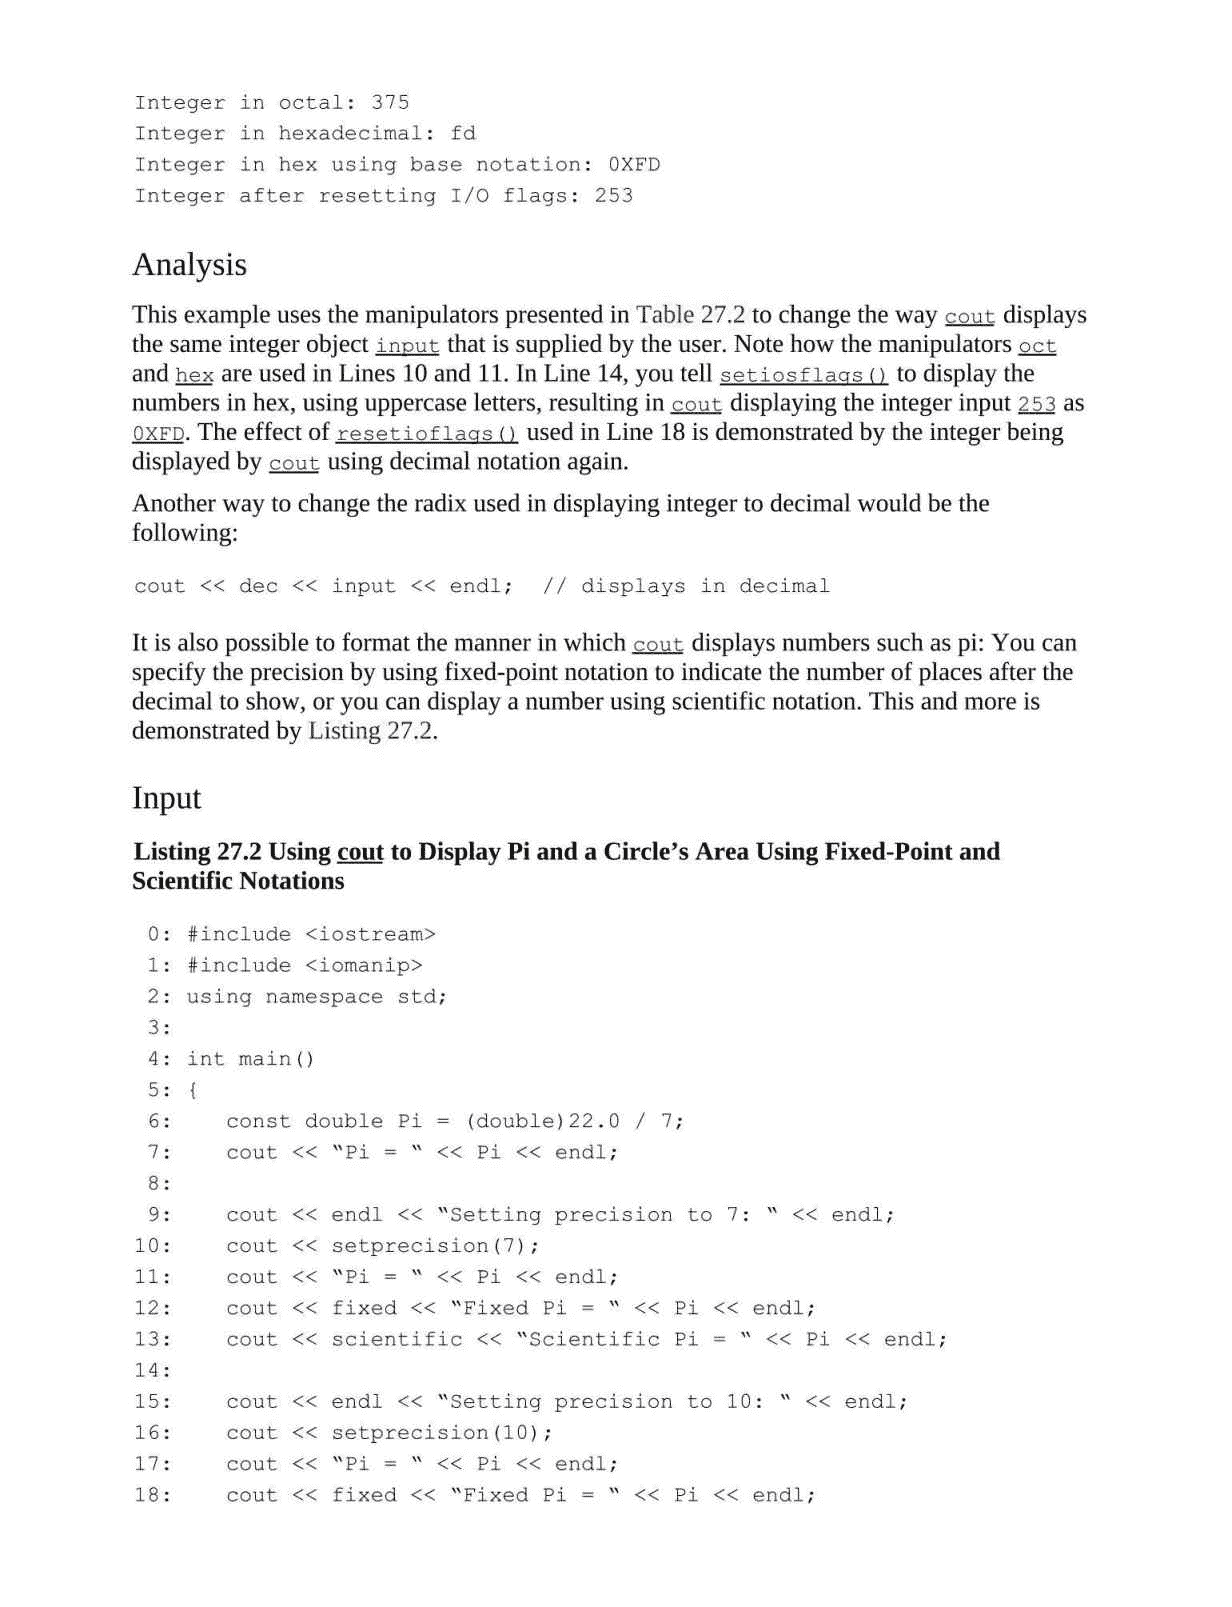 Integer in octal: 375
Integer in hexadecimal: fd
Integer in hex using base notation: 0XFD
Integer after resetting I/O flags: 253
Analysis
This example uses the manipulators presented in Table 27.2 to change the way cout displays
the same integer object input that is supplied by the user. Note how the manipulators oct
and hex are used in Lines 10 and 11. In Line 14, you tell setiosflags() to display the
numbers in hex, using uppercase letters, resulting in cout displaying the integer input 253 as
0XFD. The effect of resetioflags() used in Line 18 is demonstrated by the integer being
displayed by cout using decimal notation again.
Another way to change the radix used in displaying integer to decimal would be the
following:
cout << dec << input << endl;  // displays in decimal
It is also possible to format the manner in which cout displays numbers such as pi: You can
specify the precision by using fixed-point notation to indicate the number of places after the
decimal to show, or you can display a number using scientific notation. This and more is
demonstrated by Listing 27.2.
Input
Listing 27.2 Using cout to Display Pi and a Circle’s Area Using Fixed-Point and
Scientific Notations
0: #include <iostream>
1: #include <iomanip>
2: using namespace std;
3:
4: int main()
5: {
6:    const double Pi = (double)22.0 / 7;
7:    cout << “Pi = “ << Pi << endl;
8:
9:    cout << endl << “Setting precision to 7: “ << endl;
10:    cout << setprecision(7);
11:    cout << “Pi = “ << Pi << endl;
12:    cout << fixed << “Fixed Pi = “ << Pi << endl;
13:    cout << scientific << “Scientific Pi = “ << Pi << endl;
14:
15:    cout << endl << “Setting precision to 10: “ << endl;
16:    cout << setprecision(10);
17:    cout << “Pi = “ << Pi << endl;
18:    cout << fixed << “Fixed Pi = “ << Pi << endl;